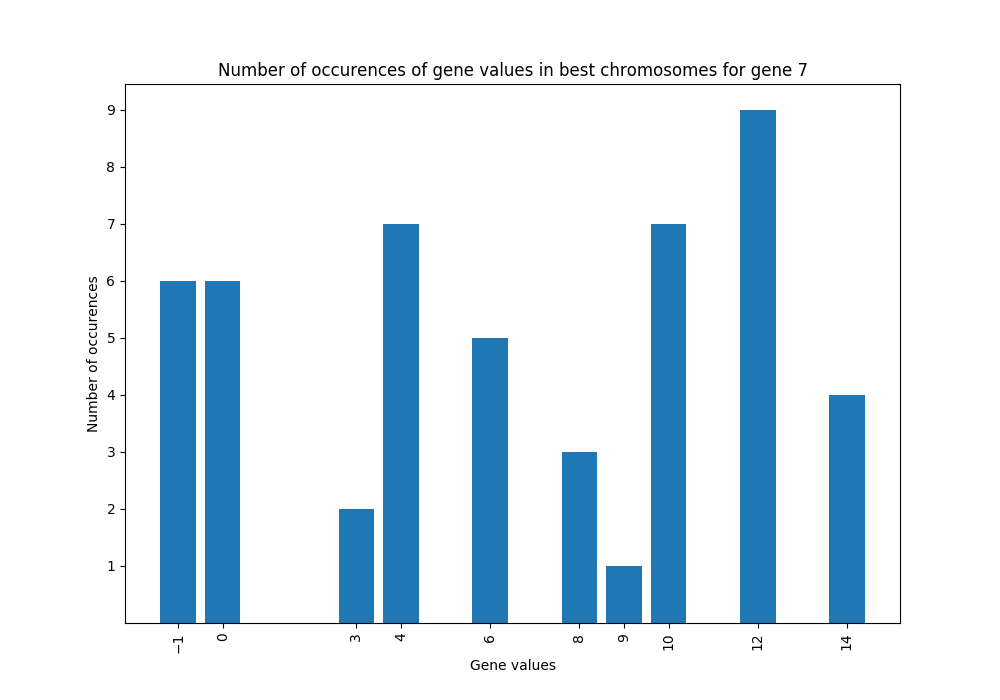 Number of occurences of gene values in best chromosomes for gene 7
9
8
7
6
5
4
3
2
1
Number of occurences
−1 0 3 4 6 8 9 10 12 14
Gene values